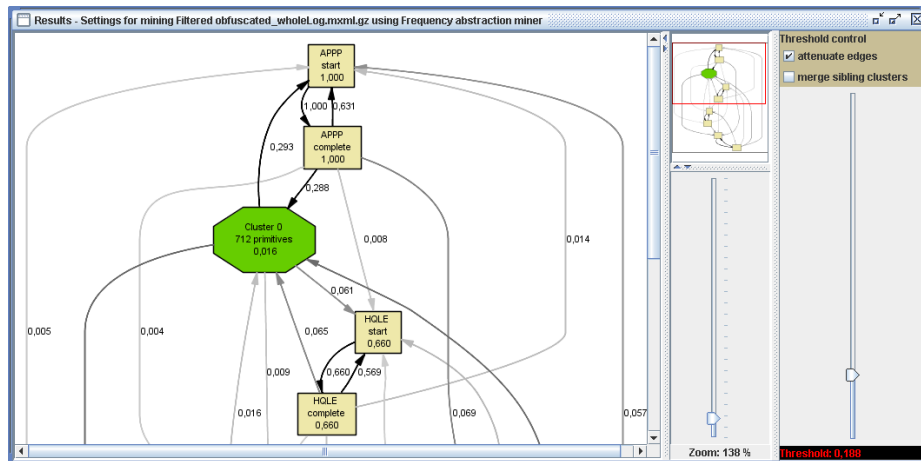 Results - Settings for mining Filtered obfuscated_wholeLog.mxml.gz using Frequency abstraction miner
Threshold control
attenuate edges
merge sibling clusters
APPP
start
1,000
1,000
0,631
0,293
APPP
complete
1,000
0,288
Cluster 0
712 primitives
0,016
0,008
0,014
0,061
0,005
0,004
0,065
HQLE
start
0,660
0,009
0,660
0,569
HQLE
complete
0,660
0,016
0,069
0,057
Zoom: 138 %
Threshold: 0,188